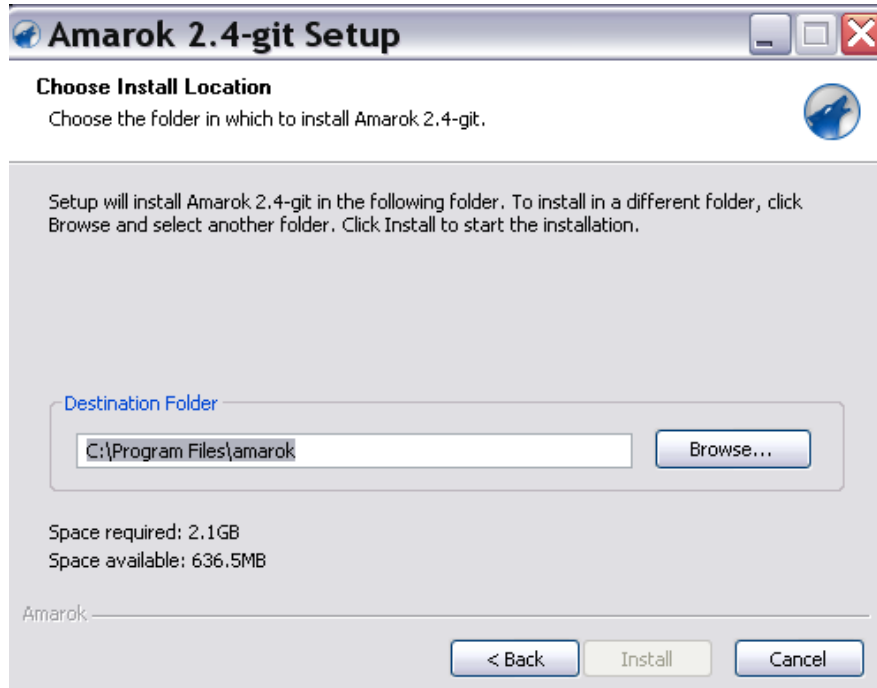 Amarok 2.4-git Setup
Choose Install Location
Choose the folder in which to install Amarok 2.4-git.
Setup will install Amarok 2.4-git in the following folder. To install in a different folder, click
Browse and select another folder. Click Install to start the installation.
Destination Folder
C:\Program Files\amarok
Browse...
Space required: 2.1GB
Space available: 636.5MB
Amarok
< Back
Install
Cancel